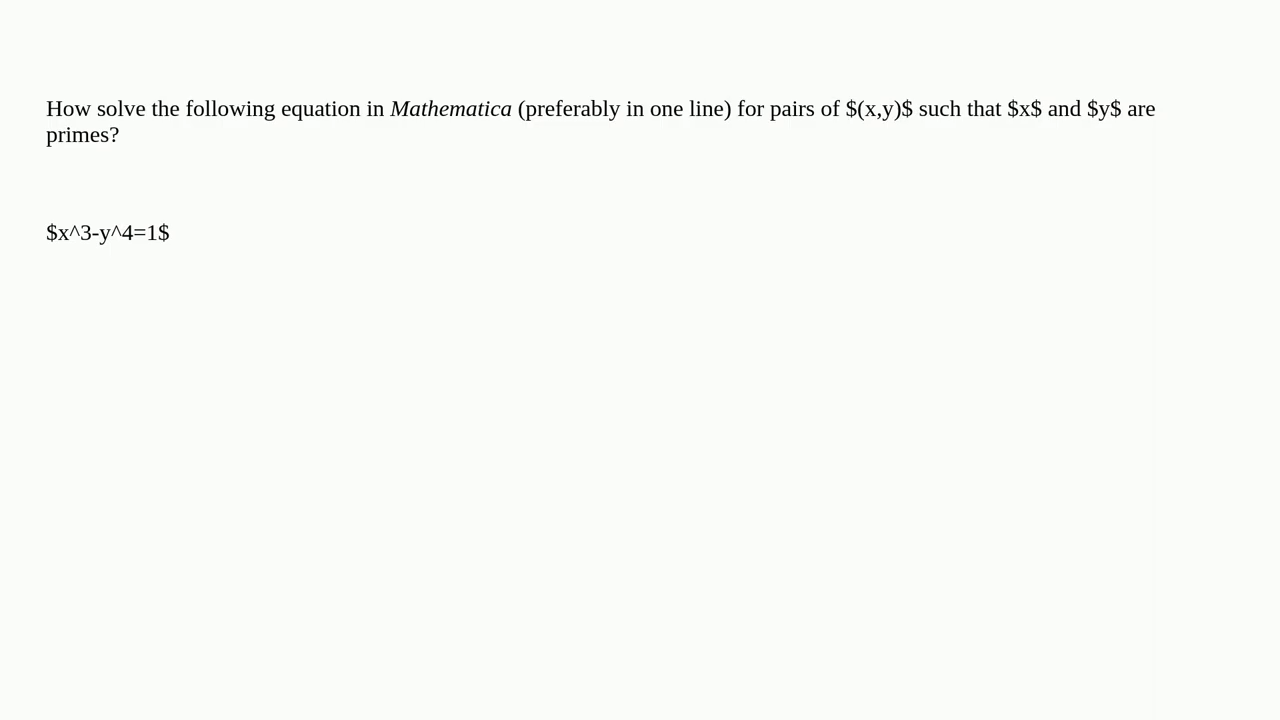 How solve the following equation in Mathematica (preferably in one line) for pairs of $(x,y)$ such that $x$ and $y$ are
primes?
$x^3-y^4=1$